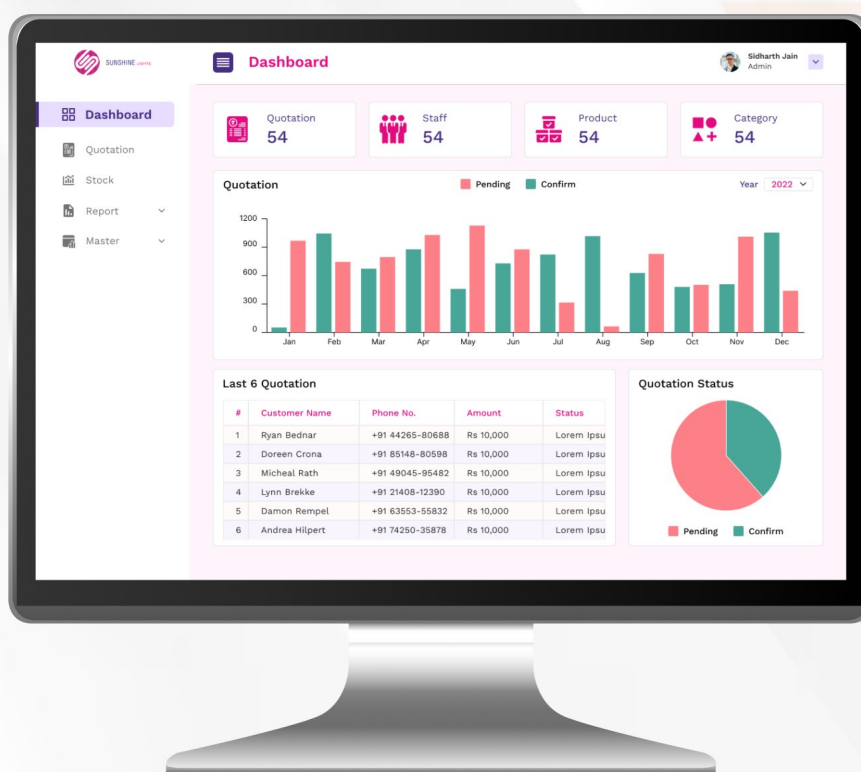 SUNSHINE LIGHTS
Dashboard
Sidharth Jain
Admin
Dashboard
Quotation
Stock
Report
Master
Quotation
54
Staff
54
Product
54
Category
54
Quotation
Pending
Confirm
Year 2022
1200
900
600
300
0
Jan Feb Mar Apr May Jun Jul Aug Sep Oct Nov Dec
Last 6 Quotation
# Customer Name Phone No. Amount Status
1 Ryan Bednar +91 44265-80688 Rs 10,000 Lorem Ipsu
2 Doreen Crona +91 85148-80598 Rs 10,000 Lorem Ipsu
3 Micheal Rath +91 49045-95482 Rs 10,000 Lorem Ipsu
4 Lynn Brekke +91 21408-12390 Rs 10,000 Lorem Ipsu
5 Damon Rempel +91 63553-55832 Rs 10,000 Lorem Ipsu
6 Andrea Hilpert +91 74250-35878 Rs 10,000 Lorem Ipsu
Quotation Status
Pending
Confirm